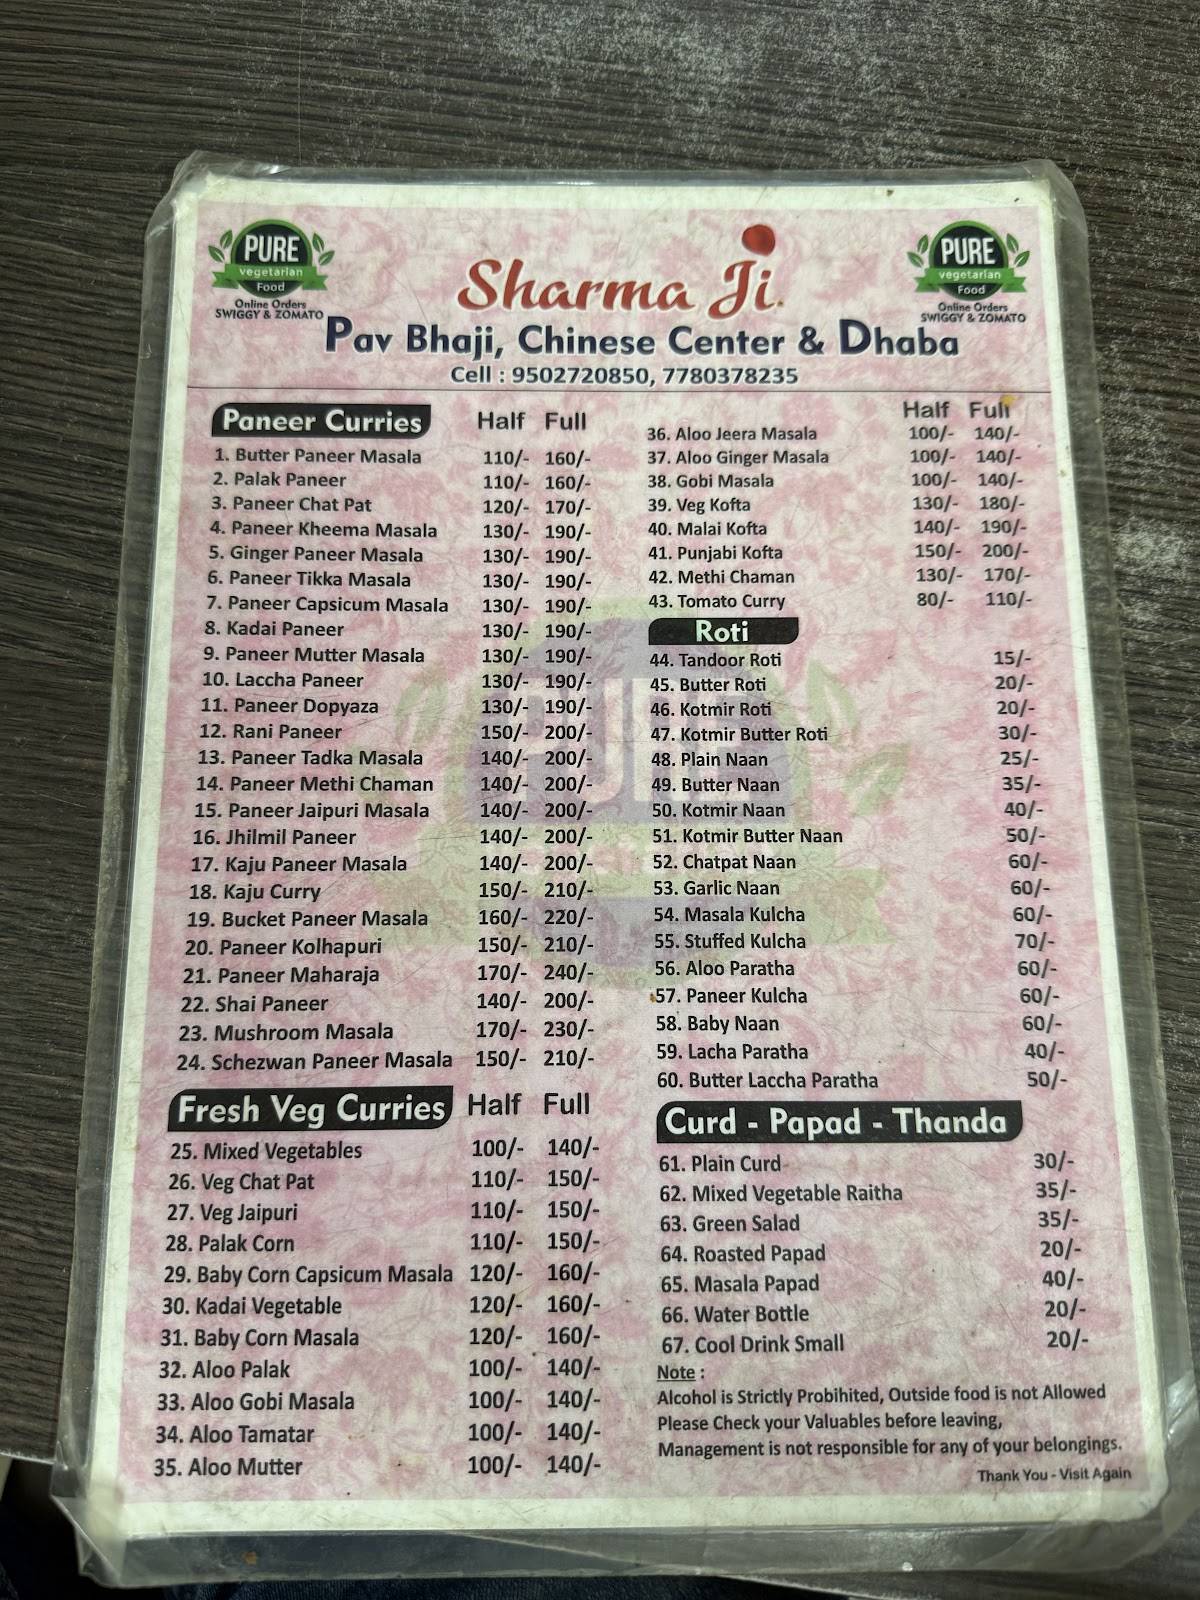 PURE
vegetarian
Food
Online Orders
SWIGGY & ZOMATO
Sharma Ji
PURE
vegetarian
Food
Online Orders
SWIGGY & ZOMATO
Pav Bhaji, Chinese Center & Dhaba
Cell : 9502720850, 7780378235
Paneer Curries Half Full
1. Butter Paneer Masala 110/- 160/-
2. Palak Paneer 110/- 160/-
3. Paneer Chat Pat 120/- 170/-
4. Paneer Kheema Masala 130/- 190/-
5. Ginger Paneer Masala 130/- 190/-
6. Paneer Tikka Masala 130/- 190/-
7. Paneer Capsicum Masala 130/- 190/-
8. Kadai Paneer 130/- 190/-
9. Paneer Mutter Masala 130/- 190/-
10. Laccha Paneer 130/- 190/-
11. Paneer Dopyaza 130/- 190/-
12. Rani Paneer 150/- 200/-
13. Paneer Tadka Masala 140/- 200/-
14. Paneer Methi Chaman 140/- 200/-
15. Paneer Jaipuri Masala 140/- 200/-
16. Jhilmil Paneer 140/- 200/-
17. Kaju Paneer Masala 140/- 200/-
18. Kaju Curry 150/- 210/-
19. Bucket Paneer Masala 160/- 220/-
20. Paneer Kolhapuri 150/- 210/-
21. Paneer Maharaja 170/- 240/-
22. Shai Paneer 140/- 200/-
23. Mushroom Masala 170/- 230/-
24. Schezwan Paneer Masala 150/- 210/-
Fresh Veg Curries Half Full
25. Mixed Vegetables 100/- 140/-
26. Veg Chat Pat 110/- 150/-
27. Veg Jaipuri 110/- 150/-
28. Palak Corn 110/- 150/-
29. Baby Corn Capsicum Masala 120/- 160/-
30. Kadai Vegetable 120/- 160/-
31. Baby Corn Masala 120/- 160/-
32. Aloo Palak 100/- 140/-
33. Aloo Gobi Masala 100/- 140/-
34. Aloo Tamatar 100/- 140/-
35. Aloo Mutter 100/- 140/-
Half Full
36. Aloo Jeera Masala 100/- 140/-
37. Aloo Ginger Masala 100/- 140/-
38. Gobi Masala 100/- 140/-
39. Veg Kofta 130/- 180/-
40. Malai Kofta 140/- 190/-
41. Punjabi Kofta 150/- 200/-
42. Methi Chaman 130/- 170/-
43. Tomato Curry 80/- 110/-
Roti
44. Tandoor Roti 15/-
45. Butter Roti 20/-
46. Kotmir Roti 20/-
47. Kotmir Butter Roti 30/-
48. Plain Naan 25/-
49. Butter Naan 35/-
50. Kotmir Naan 40/-
51. Kotmir Butter Naan 50/-
52. Chatpat Naan 60/-
53. Garlic Naan 60/-
54. Masala Kulcha 60/-
55. Stuffed Kulcha 70/-
56. Aloo Paratha 60/-
57. Paneer Kulcha 60/-
58. Baby Naan 60/-
59. Lacha Paratha 40/-
60. Butter Laccha Paratha 50/-
Curd - Papad - Thanda
61. Plain Curd 30/-
62. Mixed Vegetable Raitha 35/-
63. Green Salad 35/-
64. Roasted Papad 20/-
65. Masala Papad 40/-
66. Water Bottle 20/-
67. Cool Drink Small 20/-
Note :
Alcohol is Strictly Probihited, Outside food is not Allowed
Please Check your Valuables before leaving,
Management is not responsible for any of your belongings.
Thank You - Visit Again